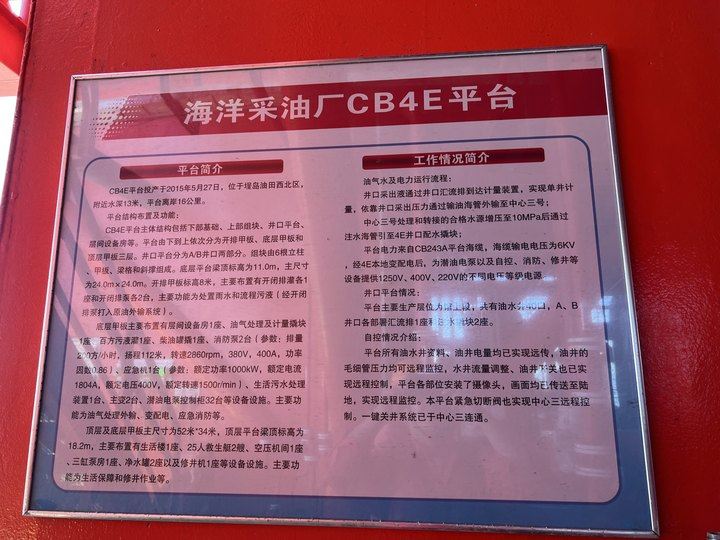 海洋采油厂CB4E平台
平台简介
CB4E平台投产于2015年5月27日，位于埕岛油田西北区，
附近水深13米，平台离岸16公里。
平台结构布置及功能：
CB4E平台主体结构包括下部基础、上部组块、井口平台、
层间设备房等。平台由下到上依次分为开排甲板、底层甲板和
顶层甲板三层。井口平台分为A/B井口两部分。组块由6根立柱
、甲板、梁格和斜撑组成。底层平台梁顶标高为11.0m，主尺寸
为24.0m×24.0m。开排甲板标高8米，主要布置有开闭排灌各1
座和开闭排泵各2台，主要功能为处置雨水和流程污液（经开闭
排泵打入原油外输系统）。
底层甲板主要布置有层间设备房1座、油气处理及计量撬块
1座、百方污液灌1座、柴油罐撬1座、消防泵2台（参数：排量
200方/小时，扬程112米，转速2860rpm，380V，400A，功率
因数0.86）、应急机1台（参数：额定功率1000kW，额定电流
1804A，额定电压400V，额定转速1500r/min）、生活污水处理
装置1台、主变2台、潜油电泵控制柜32台等设备设施。主要功
能为油气处理外输、变配电、应急消防等。
顶层及底层甲板主尺寸为52米*34米，顶层平台梁顶标高为
18.2m，主要布置有生活楼1座、25人救生艇2艘、空压机间1座
、三缸泵房1座、净水罐2座以及修井机1座等设备设施。主要功
能为生活保障和修井作业等。
工作情况简介
油气水及电力运行流程：
井口采出液通过井口汇流排到达计量装置，实现单井计
量，依靠井口采出压力通过输油海管外输至中心三号；
中心三号处理和转接的合格水源增压至10MPa后通过
注水海管引至4E井口配水撬块；
平台电力来自CB243A平台海缆，海缆输电电压为6KV
，经4E本地变配电后，为潜油电泵以及自控、消防、修井等
设备提供1250V、400V、220V的不同电压等级电源
井口平台情况：
平台主要生产层位为馆上段，共有油水井40口，A、B
井口各部署汇流排1座和注水撬块2座。
自控情况介绍：
平台所有油水井资料、油井电量均已实现远传，油井的
毛细管压力均可远程监控，水井流量调整、油井开关也已实
现远程控制，平台各部位安装了摄像头，画面均已传送至陆
地，实现远程监控。本平台紧急切断阀也实现中心三远程控
制。一键关井系统已于中心三连通。